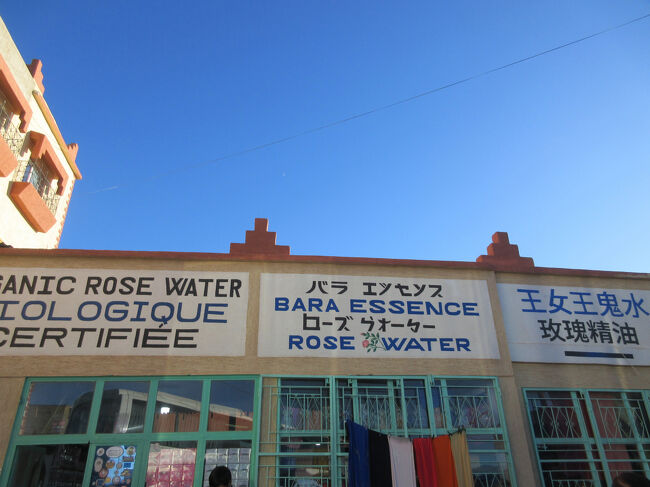 GANIC ROSE WATER
IOLOGIQUE
CERTIFIÉE
バラ エッセンス
BARA ESSENCE
ローズ ウォーター
ROSE WATER
王女王鬼水
玫瑰精油